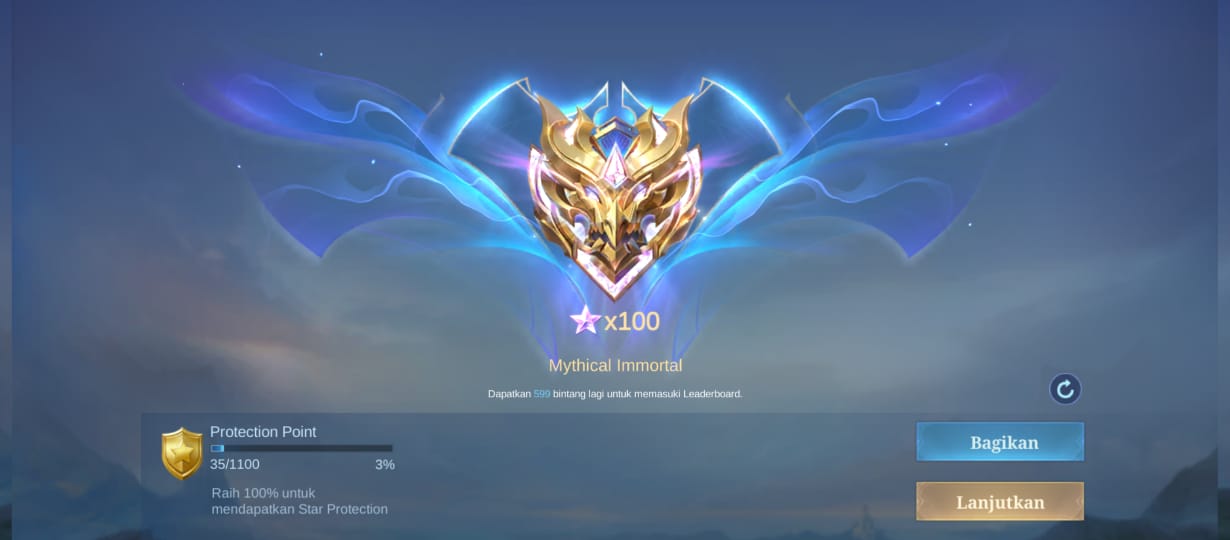 x100
Mythical Immortal
Dapatkan 599 bintang lagi untuk memasuki Leaderboard.
Protection Point
35/1100 3%
Raih 100% untuk
mendapatkan Star Protection
Bagikan
Lanjutkan